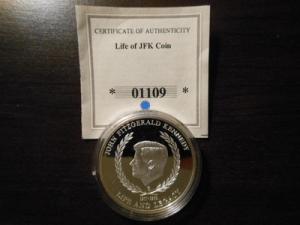 CERTIFICATE OF AUTHENTICITY
Life of JFK Coin
* 01109 *
JOHN FITZGERALD KENNEDY
LIFE AND LEGACY